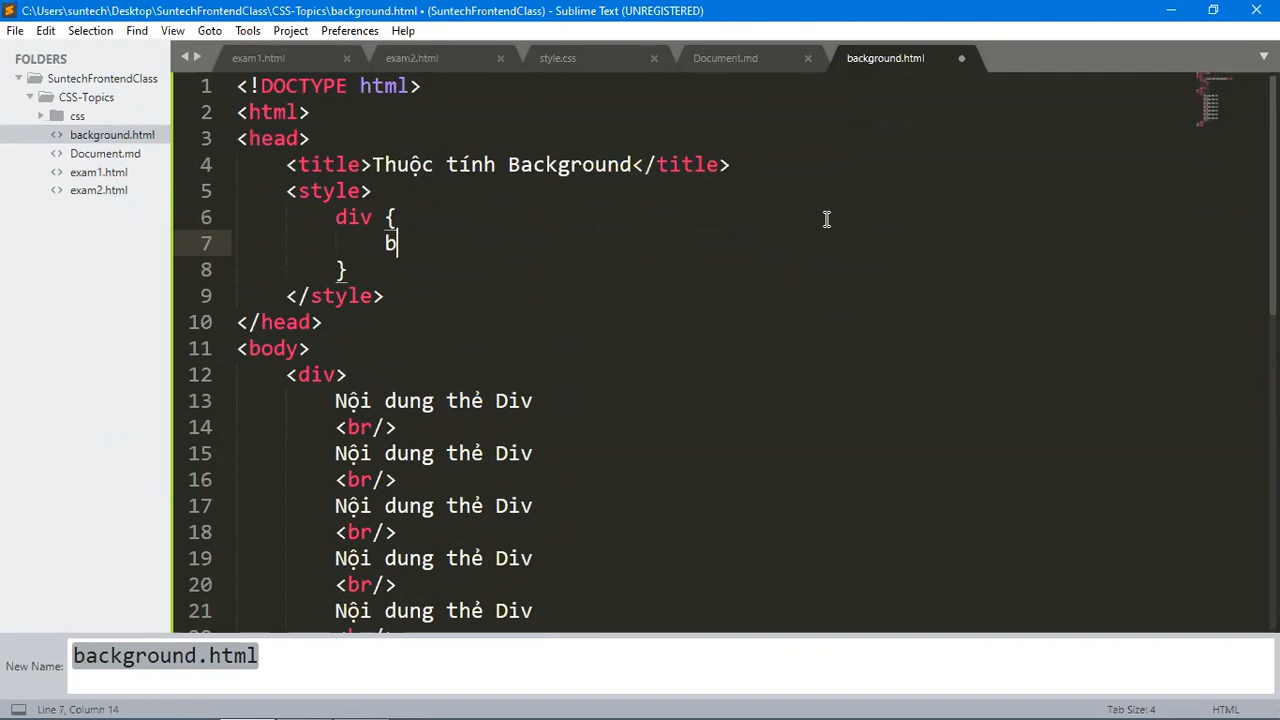 C:\Users\suntech\Desktop\SuntechFrontendClass\CSS-Topics\background.html • (SuntechFrontendClass) - Sublime Text (UNREGISTERED)
File Edit Selection Find View Goto Tools Project Preferences Help
FOLDERS
SuntechFrontendClass
CSS-Topics
css
background.html
Document.md
exam1.html
exam2.html
exam1.html × exam2.html × style.css × Document.md × background.html
1 <!DOCTYPE html>
2 <html>
3 <head>
4 <title>Thuộc tính Background</title>
5 <style>
6 div {
7 b
8 }
9 </style>
10 </head>
11 <body>
12 <div>
13 Nội dung thẻ Div
14 <br/>
15 Nội dung thẻ Div
16 <br/>
17 Nội dung thẻ Div
18 <br/>
19 Nội dung thẻ Div
20 <br/>
21 Nội dung thẻ Div
New Name: background.html
Line 7, Column 14 Tab Size: 4 HTML